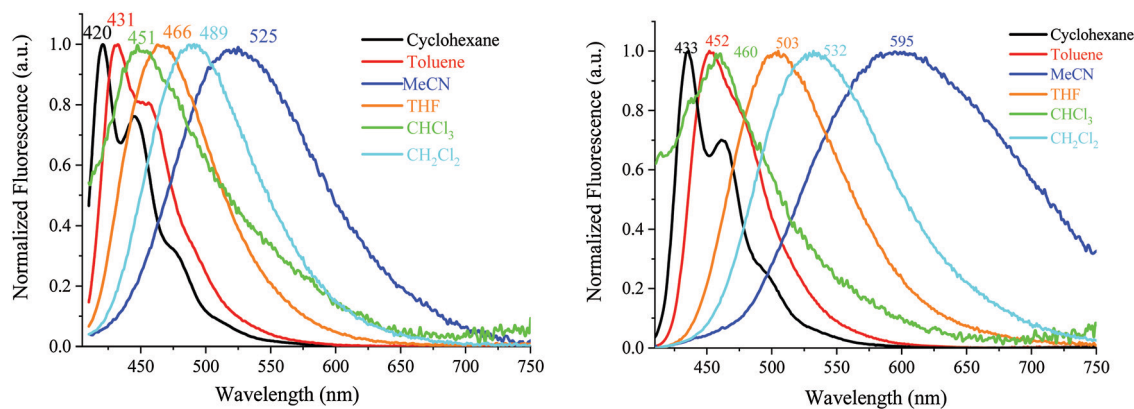 420 431 451 466 489 525
Cyclohexane
Toluene
MeCN
THF
CHCl3
CH2Cl2
Normalized Fluorescence (a.u.)
1.0
0.8
0.6
0.4
0.2
0.0
450 500 550 600 650 700 750
Wavelength (nm)
433 452 460 503 532 595
Cyclohexane
Toluene
MeCN
THF
CHCl3
CH2Cl2
Normalized Fluorescence (a.u.)
1.0
0.8
0.6
0.4
0.2
0.0
450 500 550 600 650 700 750
Wavelength (nm)